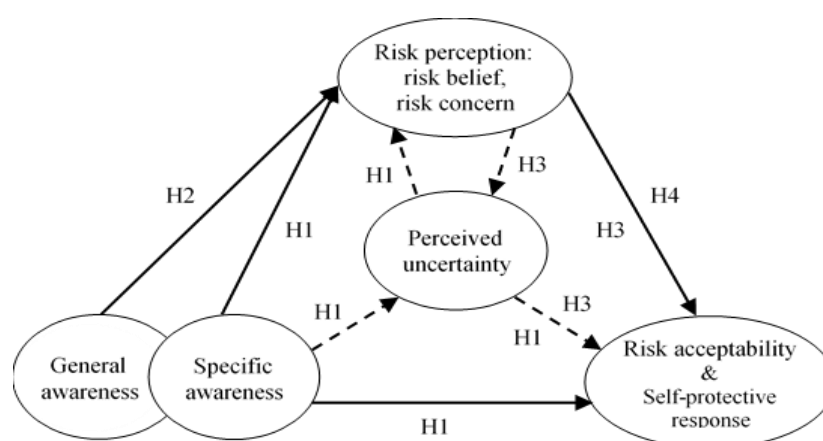 Risk perception:
risk belief,
risk concern
H1
H3
H2
H4
H1
H3
Perceived
uncertainty
H1
H3
H1
General
awareness
Specific
awareness
Risk acceptability
&
Self-protective
response
H1